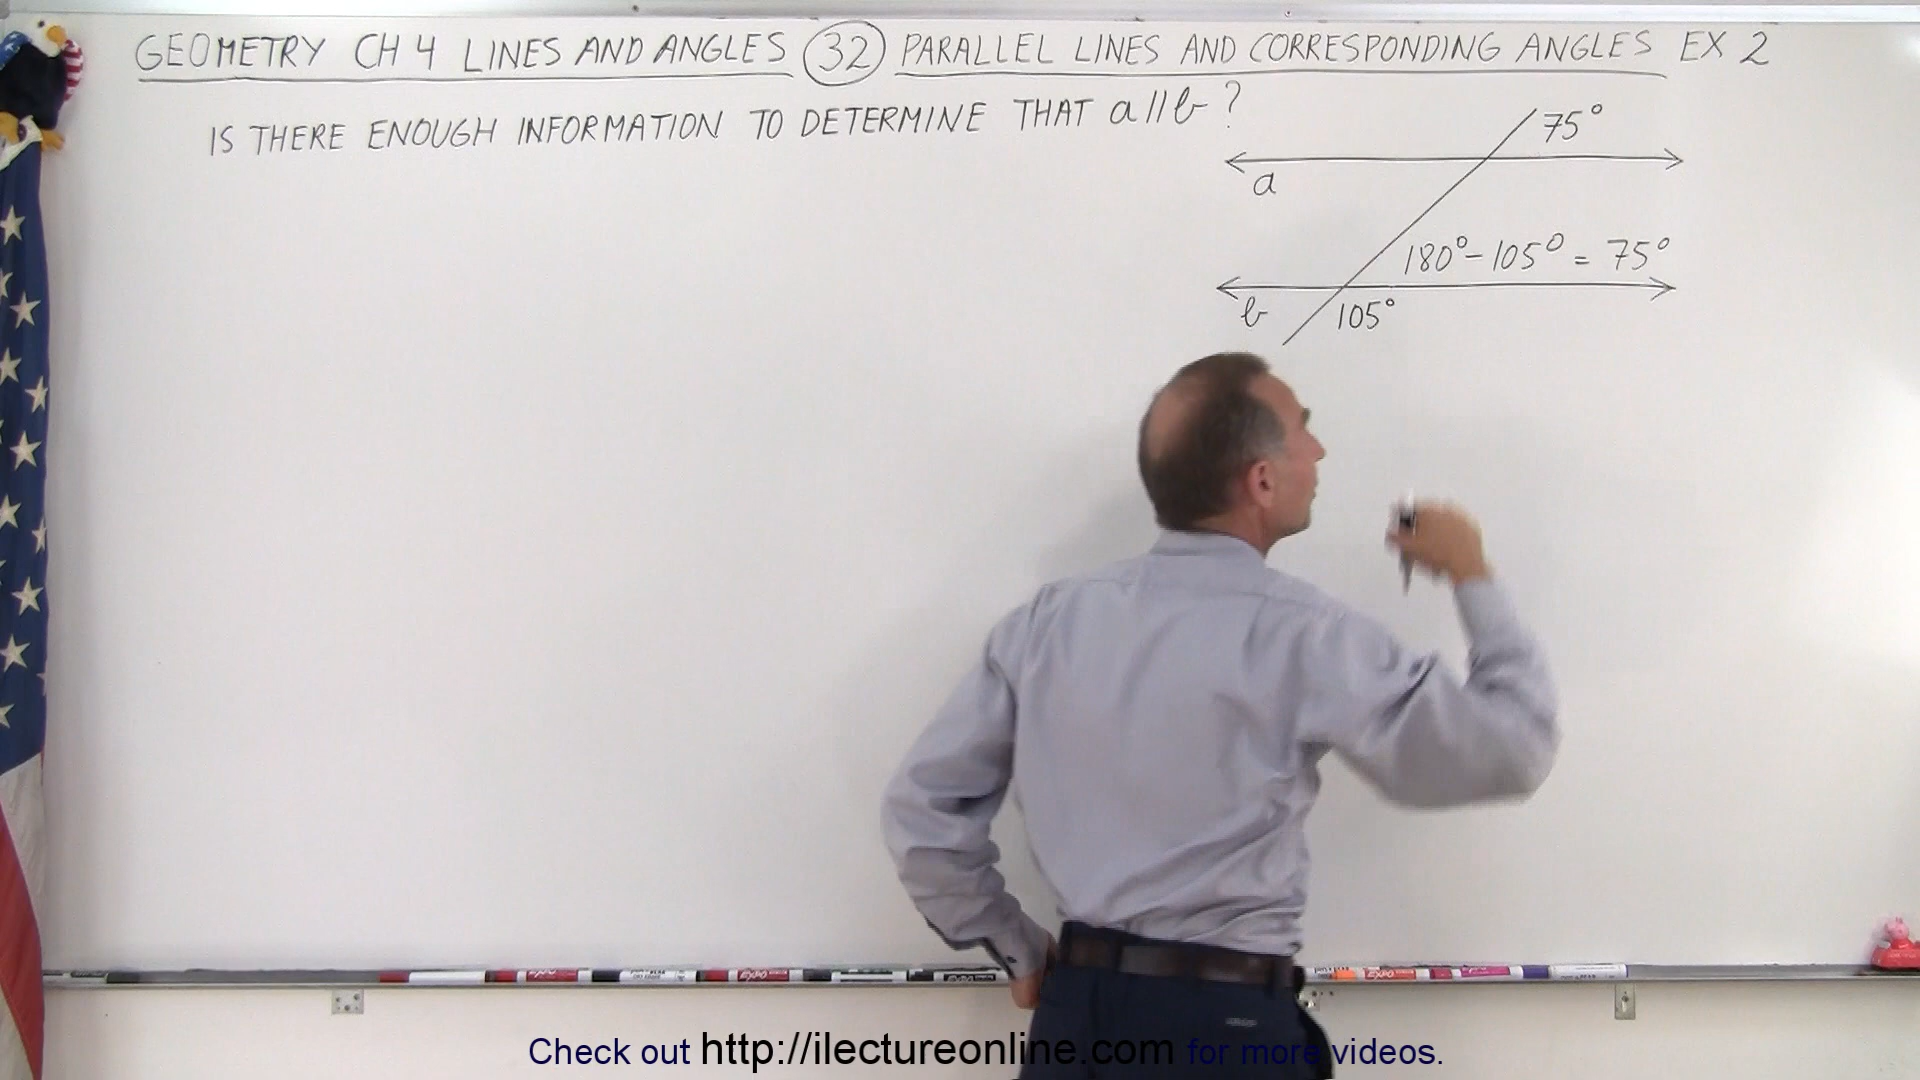 GEOMETRY CH 4 LINES AND ANGLES 32 PARALLEL LINES AND CORRESPONDING ANGLES EX 2
IS THERE ENOUGH INFORMATION TO DETERMINE THAT a // b ?
75°
a
180° - 105° = 75°
b
105°
Check out http://ilectureonline.com for more videos.